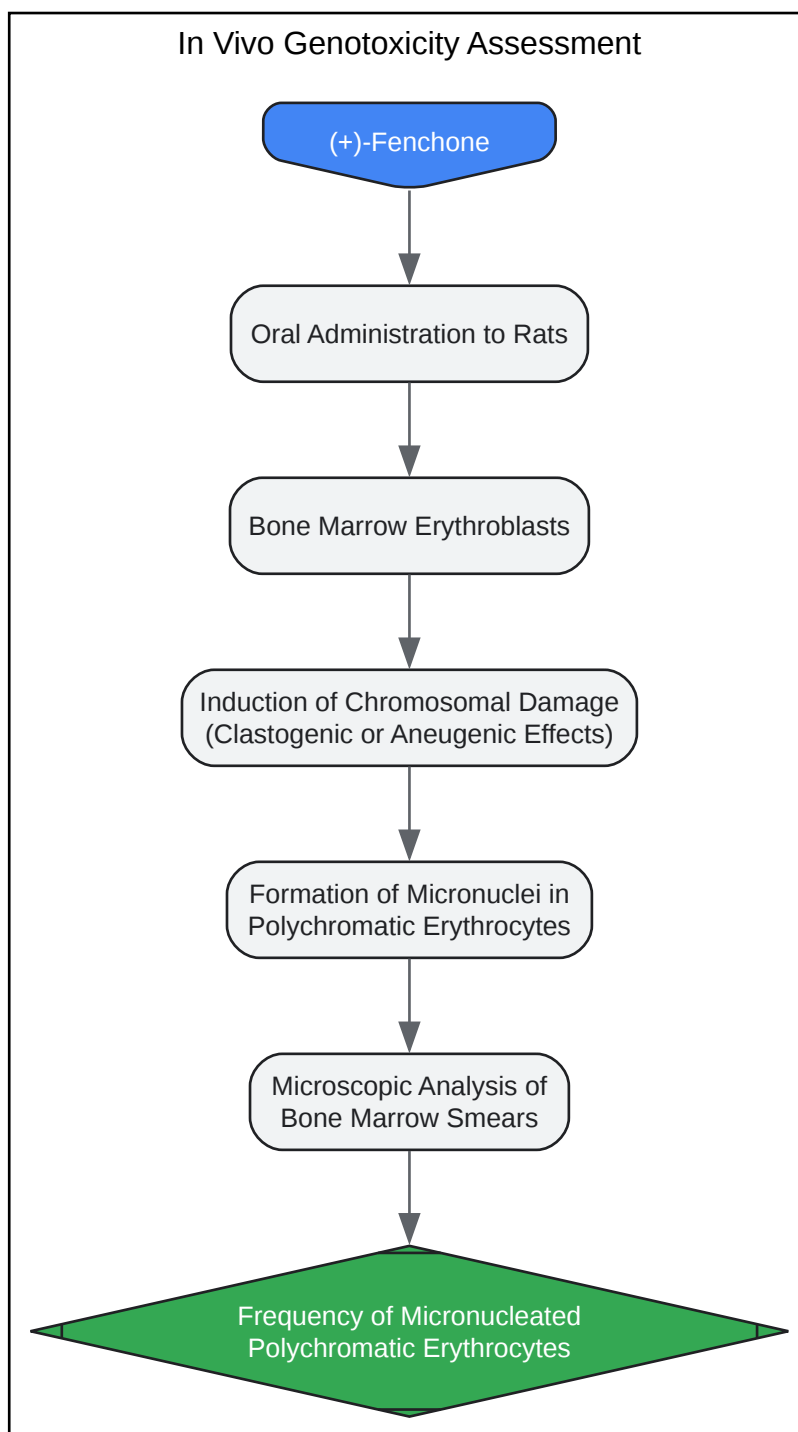 In Vivo Genotoxicity Assessment
(+)-Fenchone
Oral Administration to Rats
Bone Marrow Erythroblasts
Induction of Chromosomal Damage
(Clastogenic or Aneugenic Effects)
Formation of Micronuclei in
Polychromatic Erythrocytes
Microscopic Analysis of
Bone Marrow Smears
Frequency of Micronucleated
Polychromatic Erythrocytes